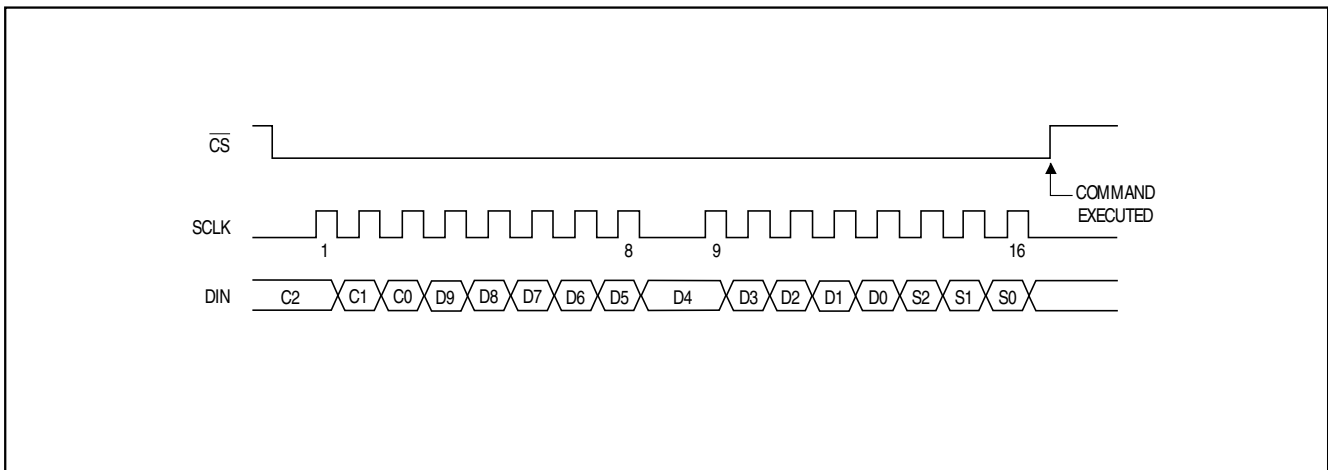 CS
COMMAND
EXECUTED
SCLK
1 8 9 16
DIN C2 C1 C0 D9 D8 D7 D6 D5 D4 D3 D2 D1 D0 S2 S1 S0